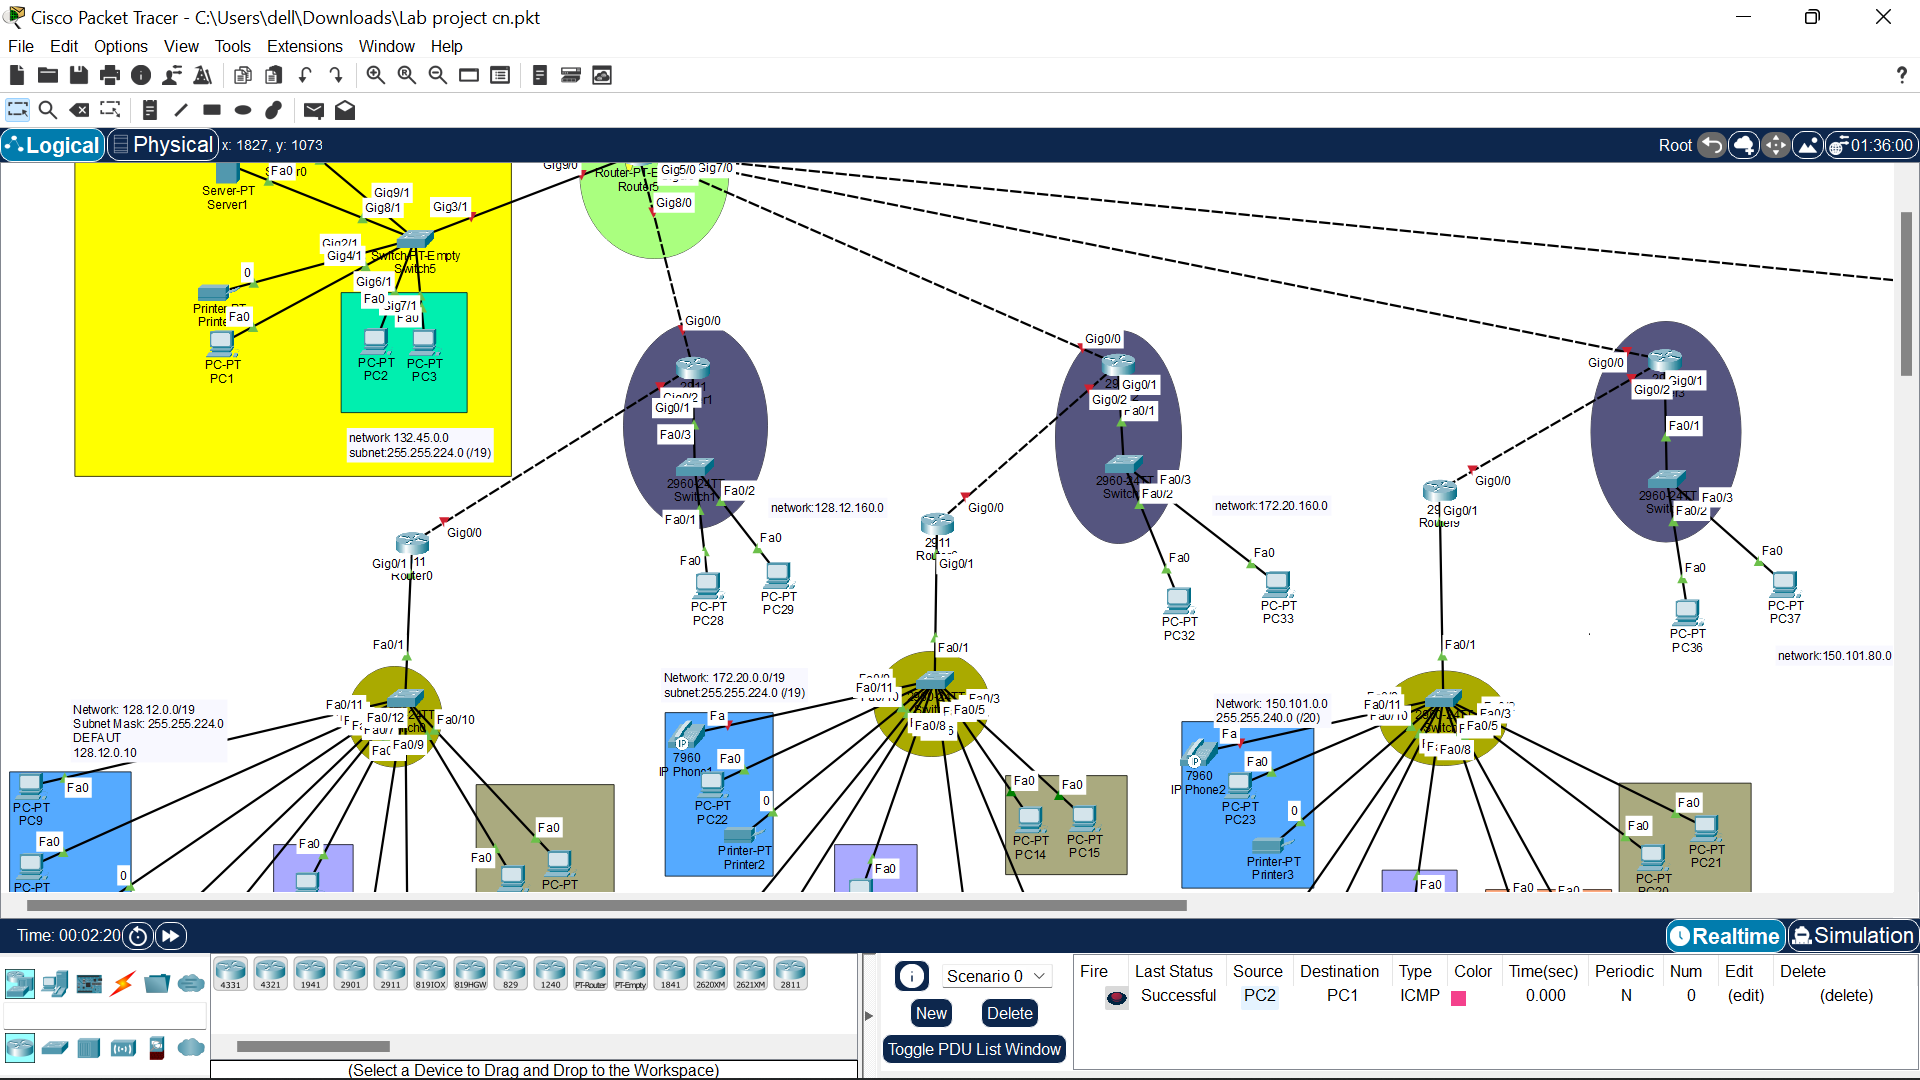 Cisco Packet Tracer - C:\Users\dell\Downloads\Lab project cn.pkt
File Edit Options View Tools Extensions Window Help
?
Logical Physical x: 1827, y: 1073 Root 01:36:00
Server-PT
Server1
Fa0
Gig9/1
Gig8/1
Gig3/1
Gig2/1
Gig4/1
Switch-PT-Empty
Switch5
Gig6/1
Gig7/1
0
Fa0
Fa0
Fa0
PC-PT
PC1
PC-PT
PC2
PC-PT
PC3
network 132.45.0.0
subnet:255.255.224.0 (/19)
Gig9/0
Router5
Gig5/0
Gig7/0
Gig8/0
Gig0/0
Gig0/2
Gig0/1
Fa0/3
2960-24TT
Switch1
Fa0/2
Fa0/1
network:128.12.160.0
Fa0
Fa0
PC-PT
PC28
PC-PT
PC29
Gig0/0
Gig0/1
Gig0/2
Fa0/1
2960-24TT
Fa0/3
Fa0/2
network:172.20.160.0
Fa0
Fa0
PC-PT
PC32
PC-PT
PC33
Gig0/0
Gig0/1
Gig0/2
Fa0/1
2960-24TT
Fa0/3
Fa0/2
Fa0
Fa0
PC-PT
PC36
PC-PT
PC37
network:150.101.80.0
Gig0/0
Gig0/1
Router0
Fa0/1
Gig0/0
2911
Gig0/1
Fa0/1
Gig0/0
Gig0/1
Router9
Fa0/1
Network: 128.12.0.0/19
Subnet Mask: 255.255.224.0
DEFAUT
128.12.0.10
Fa0/11
Fa0/12
Fa0/10
Fa0/9
PC-PT
PC9
Fa0
Fa0
PC-PT
0
Fa0
Fa0
Fa0
PC-PT
Network: 172.20.0.0/19
subnet:255.255.224.0 (/19)
Fa0/11
Fa0/3
Fa0/5
Fa0/8
7960
IP Phone1
Fa0
PC-PT
PC22
0
Printer-PT
Printer2
Fa0
Fa0
Fa0
PC-PT
PC14
PC-PT
PC15
Network: 150.101.0.0
255.255.240.0 (/20)
Fa0/11
Fa0/10
Fa0/3
Fa0/5
Fa0/8
7960
IP Phone2
Fa0
PC-PT
PC23
0
Printer-PT
Printer3
Fa0
Fa0
Fa0
Fa0
Fa0
PC-PT
PC20
PC-PT
PC21
Time: 00:02:20 Realtime Simulation
4331 4321 1941 2901 2911 819IOX 819HGW 829 1240 PT-Router PT-Empty 1841 2620XM 2621XM 2811
(Select a Device to Drag and Drop to the Workspace)
Scenario 0
New Delete
Toggle PDU List Window
Fire Last Status Source Destination Type Color Time(sec) Periodic Num Edit Delete
Successful PC2 PC1 ICMP 0.000 N 0 (edit) (delete)